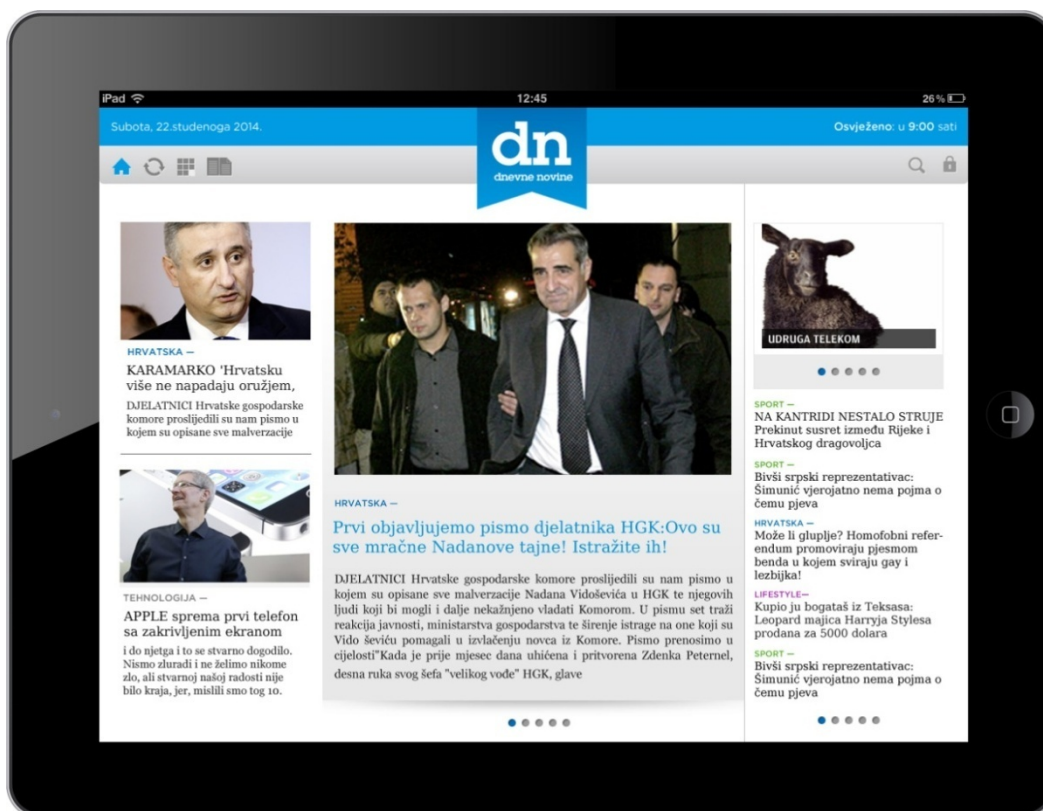 iPad
12:45
26%
Subota, 22.studenoga 2014.
dn
dnevne novine
Osvježeno: u 9:00 sati
HRVATSKA —
KARAMARKO 'Hrvatsku
više ne napadaju oružjem,
DJELATNICI Hrvatske gospodarske
komore proslijedili su nam pismo u
kojem su opisane sve malverzacije
TEHNOLOGIJA —
APPLE sprema prvi telefon
sa zakrivljenim ekranom
i do njetga i to se stvarno dogodilo.
Nismo zluradi i ne želimo nikome
zlo, ali stvarnoj našoj radosti nije
bilo kraja, jer, mislili smo tog 10.
HRVATSKA —
Prvi objavljujemo pismo djelatnika HGK:Ovo su
sve mračne Nadanove tajne! Istražite ih!
DJELATNICI Hrvatske gospodarske komore proslijedili su nam pismo u
kojem su opisane sve malverzacije Nadana Vidoševića u HGK te njegovih
ljudi koji bi mogli i dalje nekažnjeno vladati Komorom. U pismu set traži
reakcija javnosti, ministarstva gospodarstva te širenje istrage na one koji su
Vido ševiću pomagali u izvlačenju novca iz Komore. Pismo prenosimo u
cijelosti"Kada je prije mjesec dana uhićena i pritvorena Zdenka Peternel,
desna ruka svog šefa "velikog vođe" HGK, glave
UDRUGA TELEKOM
SPORT —
NA KANTRIDI NESTALO STRUJE
Prekinut susret između Rijeke i
Hrvatskog dragovoljca
SPORT —
Bivši srpski reprezentativac:
Šimunić vjerojatno nema pojma o
čemu pjeva
HRVATSKA —
Može li gluplje? Homofobni refer-
endum promoviraju pjesmom
benda u kojem sviraju gay i
lezbijka!
LIFESTYLE—
Kupio ju bogataš iz Teksasa:
Leopard majica Harryja Stylesa
prodana za 5000 dolara
SPORT —
Bivši srpski reprezentativac:
Šimunić vjerojatno nema pojma o
čemu pjeva